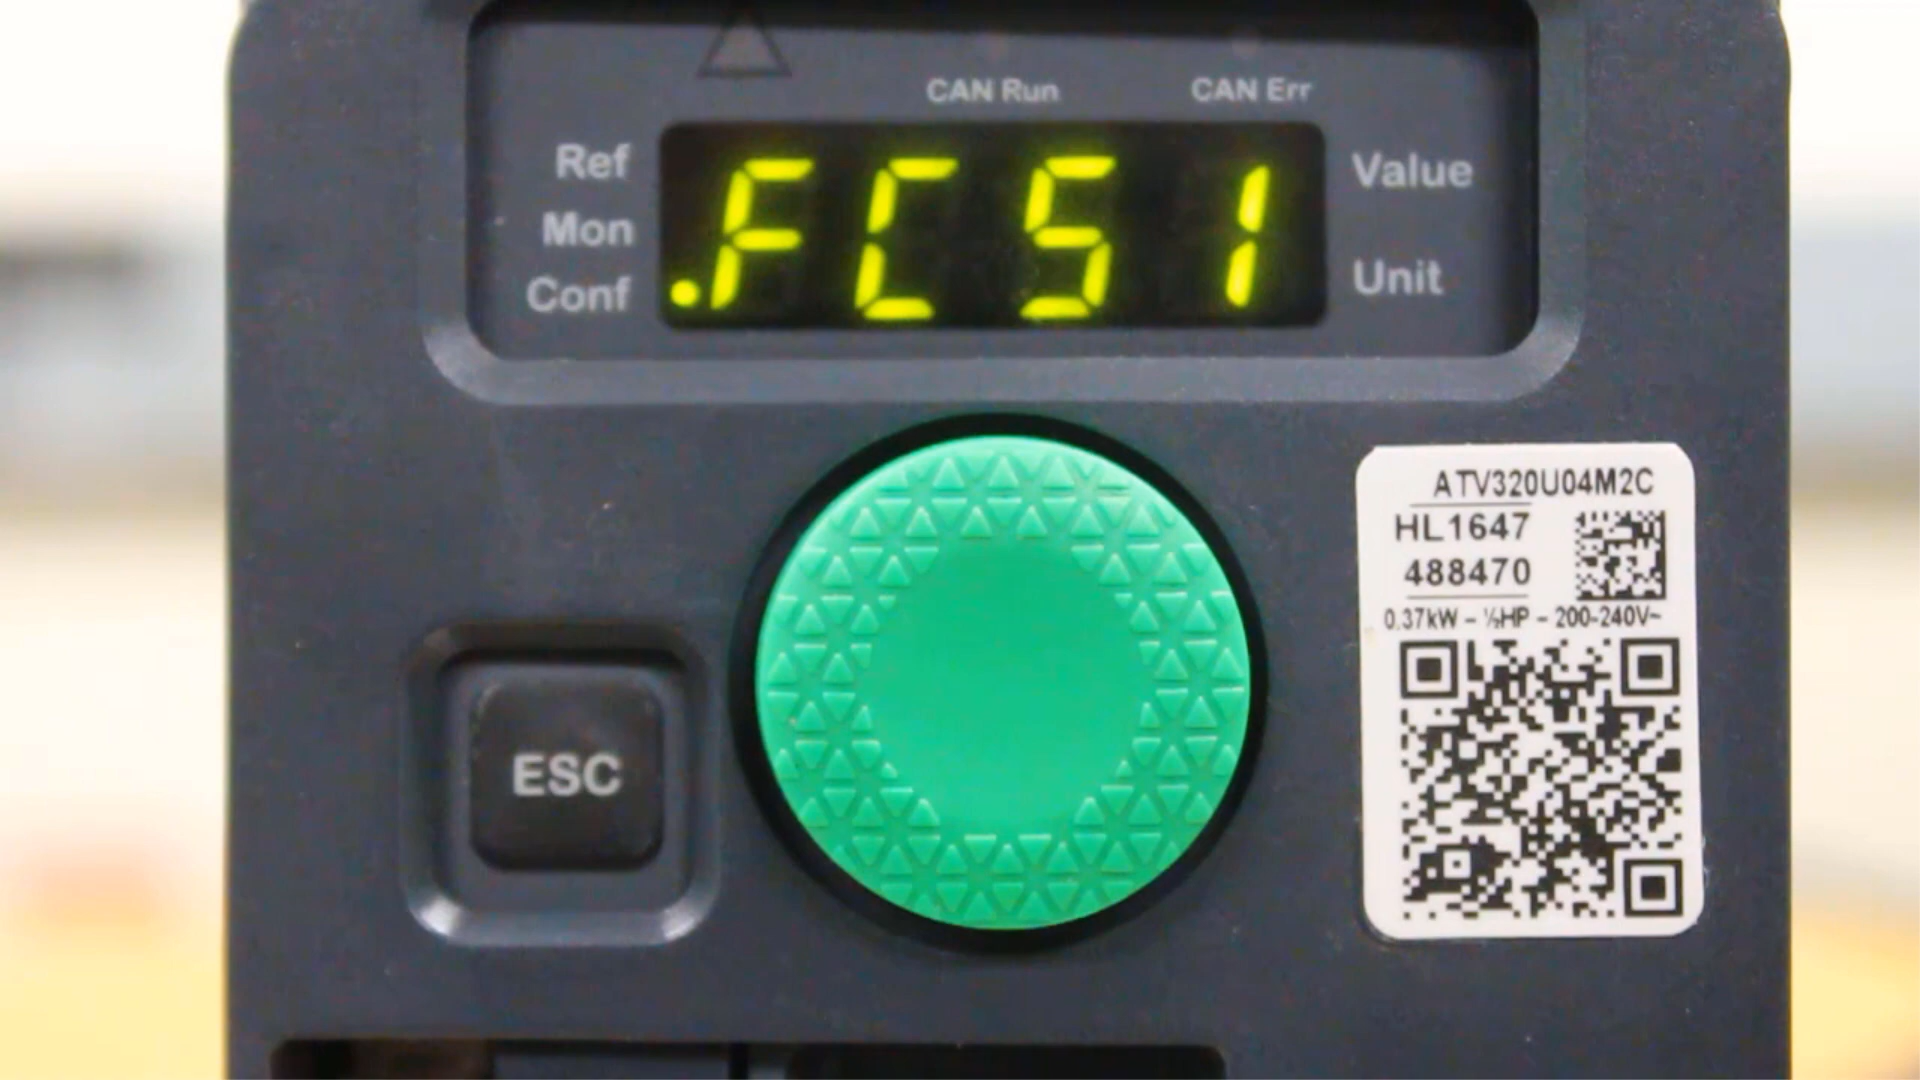 CAN Run CAN Err
Ref
Mon
Conf
.FCS1
Value
Unit
ESC
ATV320U04M2C
HL1647
488470
0.37kW - ½HP - 200-240V~